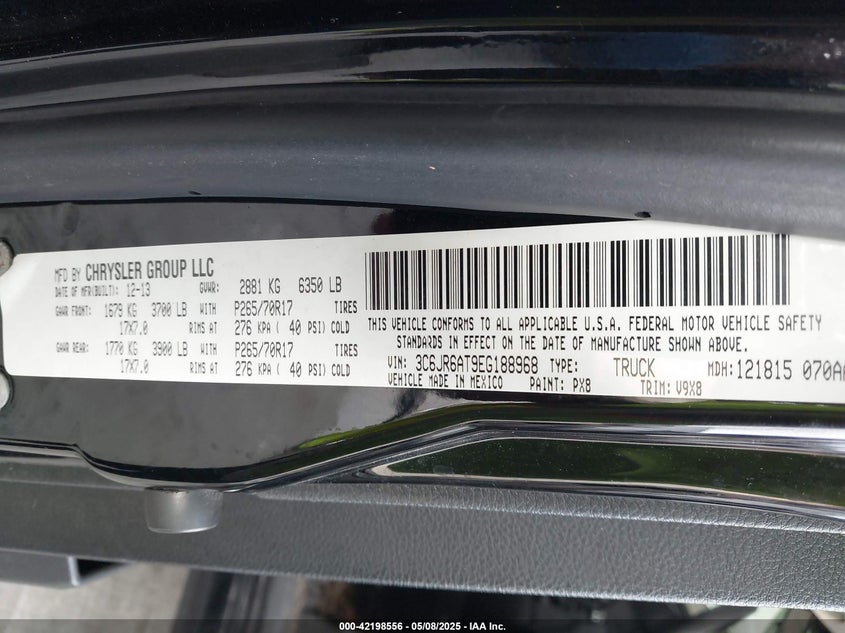 MFD BY CHRYSLER GROUP LLC
DATE OF MFR(BUILT): 12-13 GVWR: 2881 KG 6350 LB
GAWR FRONT: 1679 KG 3700 LB WITH P265/70R17 TIRES
17X7.0 RIMS AT 276 KPA ( 40 PSI) COLD
GAWR REAR: 1770 KG 3900 LB WITH P265/70R17 TIRES
17X7.0 RIMS AT 276 KPA ( 40 PSI) COLD
THIS VEHICLE CONFORMS TO ALL APPLICABLE U.S.A. FEDERAL MOTOR VEHICLE SAFETY
STANDARDS IN EFFECT ON THE DATE OF MANUFACTURE SHOWN ABOVE.
VIN: 3C6JR6AT9EG188968 TYPE: TRUCK MDH: 121815 070AA
VEHICLE MADE IN MEXICO PAINT: PX8 TRIM: V9X8
000-42198556 - 05/08/2025 - IAA Inc.